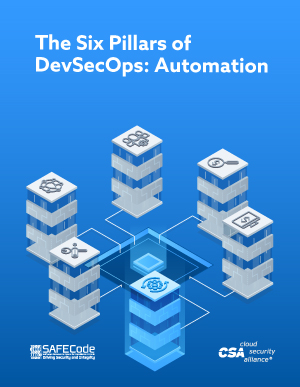 The Six Pillars of
DevSecOps: Automation
SAFECode
Driving Security and Integrity
CSA cloud
security
alliance®